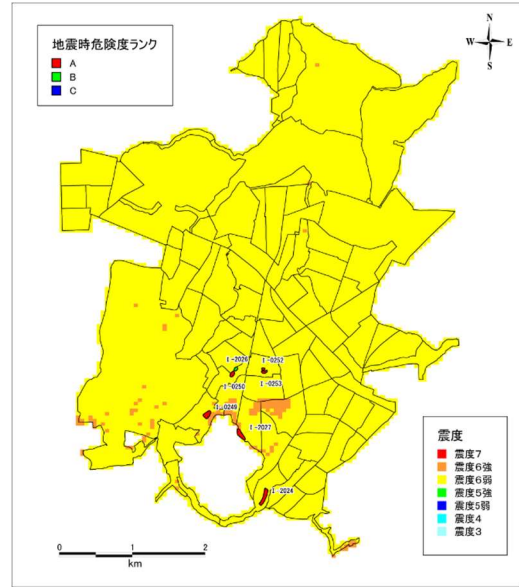 地震時危険度ランク
A
B
C
N
W E
S
I-2026
I-0252
I-0250
I-0253
I-0249
I-2027
I-2024
震度
震度7
震度6強
震度6弱
震度5強
震度5弱
震度4
震度3
0 1 2
km